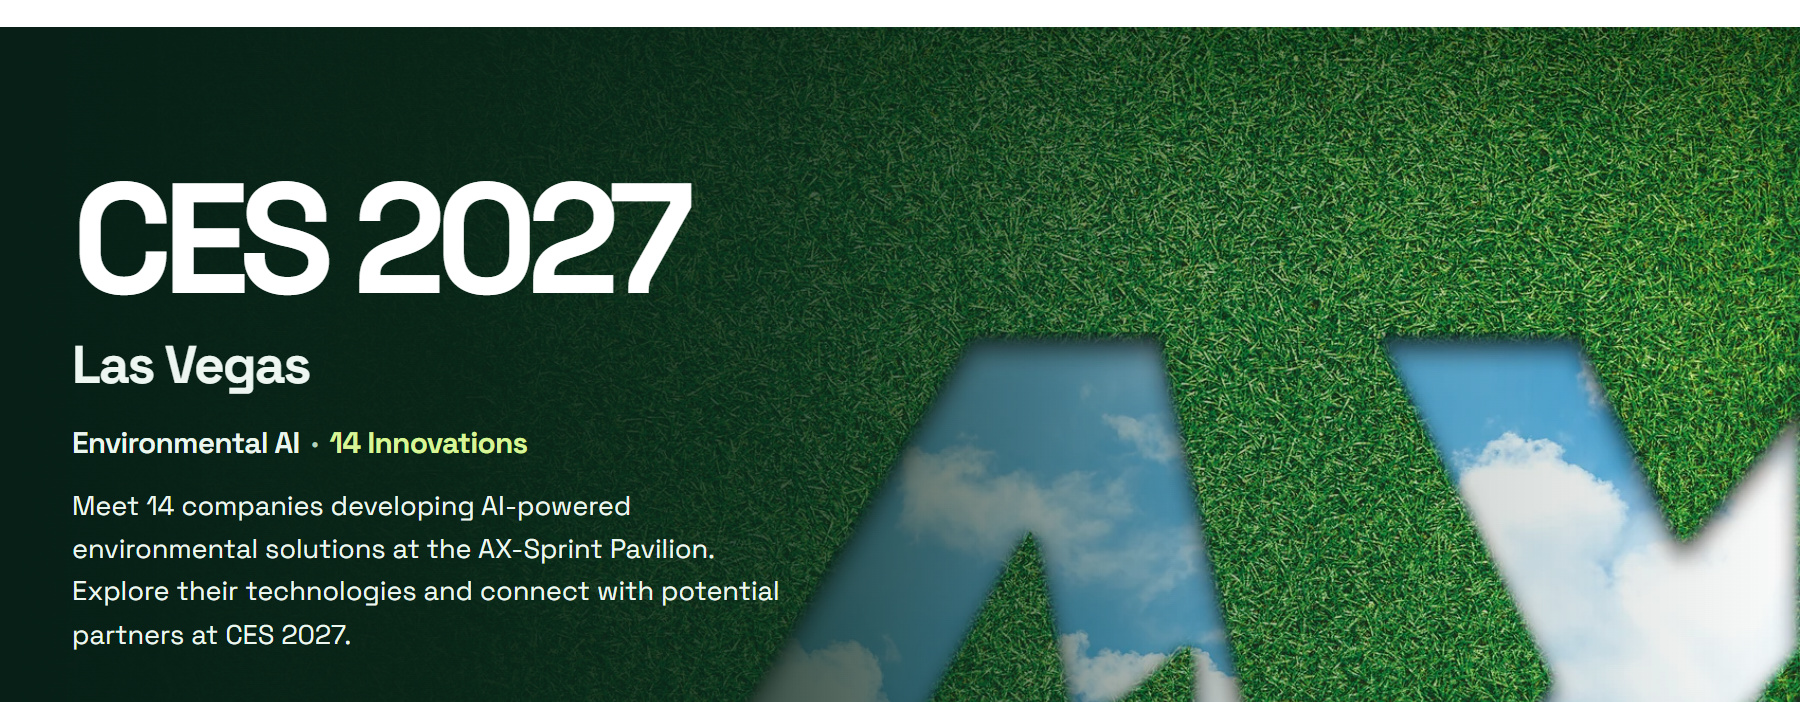 CES 2027
Las Vegas
Environmental AI · 14 Innovations
Meet 14 companies developing AI-powered
environmental solutions at the AX-Sprint Pavilion.
Explore their technologies and connect with potential
partners at CES 2027.
AX